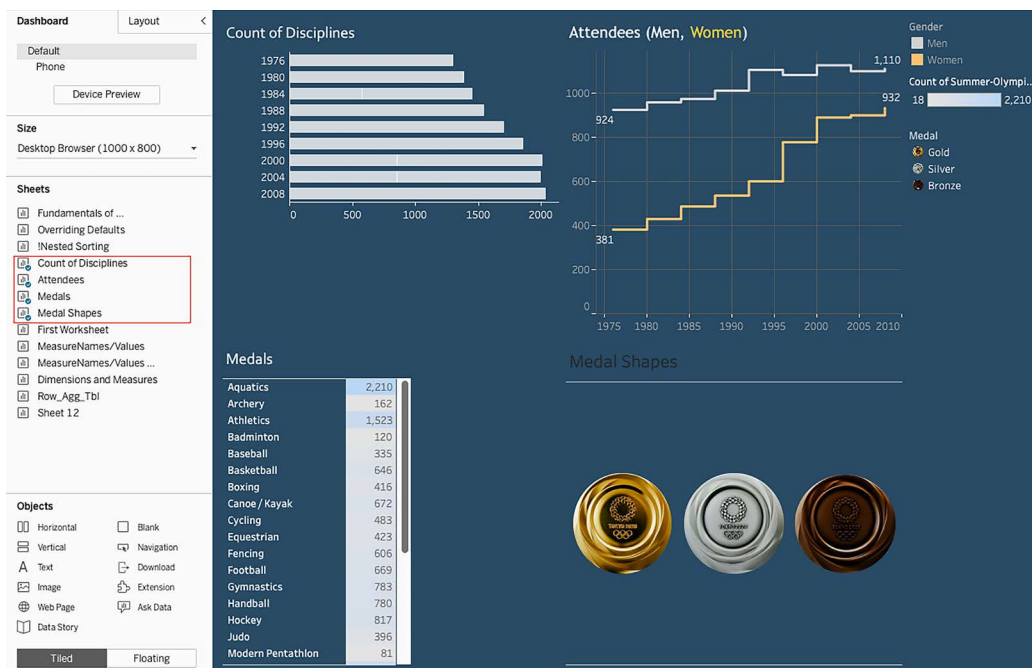 Dashboard
Layout
<
Default
Phone
Device Preview
Size
Desktop Browser (1000 x 800)
Sheets
Fundamentals of ...
Overriding Defaults
!Nested Sorting
Count of Disciplines
Attendees
Medals
Medal Shapes
First Worksheet
MeasureNames/Values
MeasureNames/Values ...
Dimensions and Measures
Row_Agg_Tbl
Sheet 12
Objects
Horizontal
Blank
Vertical
Navigation
A Text
Download
Image
Extension
Web Page
Ask Data
Data Story
Tiled
Floating
Count of Disciplines
1976
1980
1984
1988
1992
1996
2000
2004
2008
0 500 1000 1500 2000
Attendees (Men, Women)
1,110
1000
932
924
800
600
400
381
200
0
1975 1980 1985 1990 1995 2000 2005 2010
Gender
Men
Women
Count of Summer-Olympi...
18 2,210
Medal
Gold
Silver
Bronze
Medals
Aquatics 2,210
Archery 162
Athletics 1,523
Badminton 120
Baseball 335
Basketball 646
Boxing 416
Canoe / Kayak 672
Cycling 483
Equestrian 423
Fencing 606
Football 669
Gymnastics 783
Handball 780
Hockey 817
Judo 396
Modern Pentathlon 81
Medal Shapes
TOKYO 2020